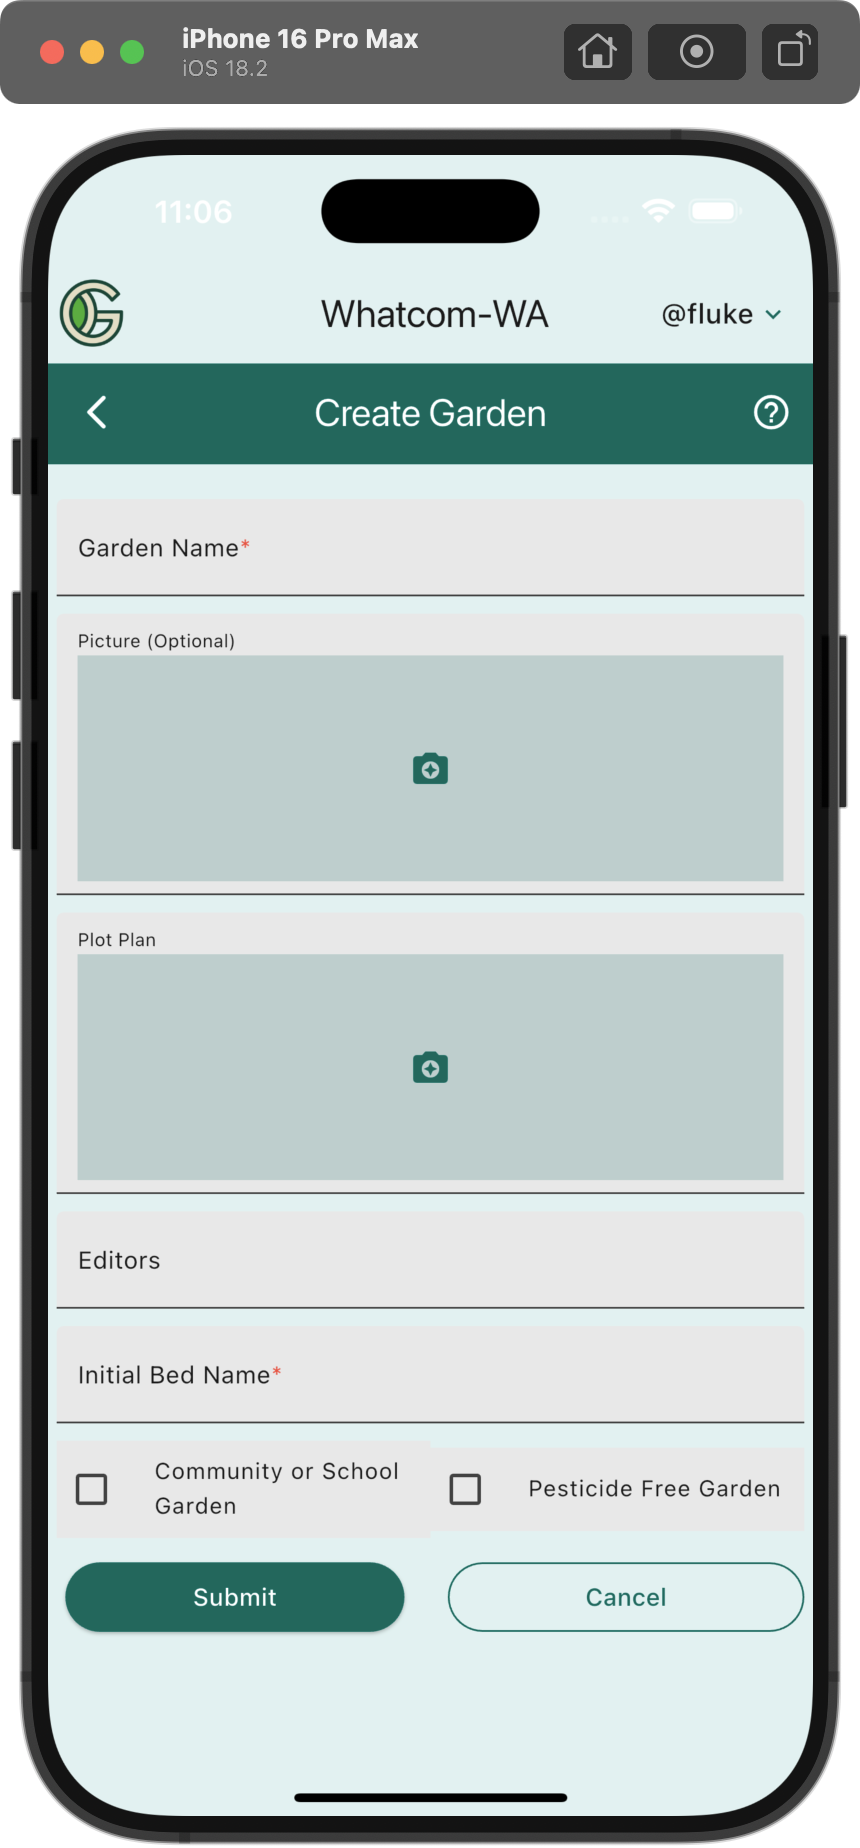 iPhone 16 Pro Max
iOS 18.2
11:06
Whatcom-WA
@fluke
Create Garden
Garden Name*
Picture (Optional)
Plot Plan
Editors
Initial Bed Name*
Community or School
Garden
Pesticide Free Garden
Submit
Cancel